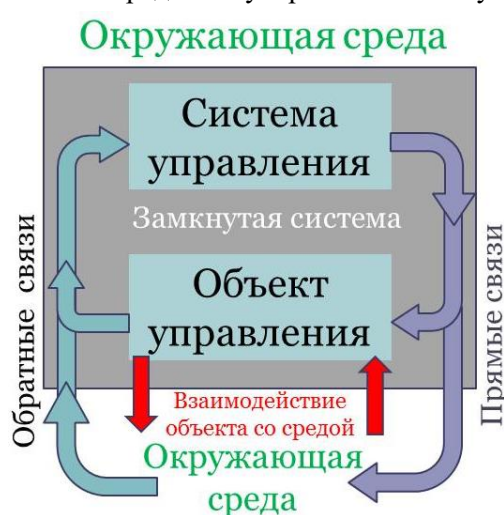 Окружающая среда
Система
управления
Замкнутая система
Объект
управления
Обратные связи
Прямые связи
Взаимодействие
объекта со средой
Окружающая
среда